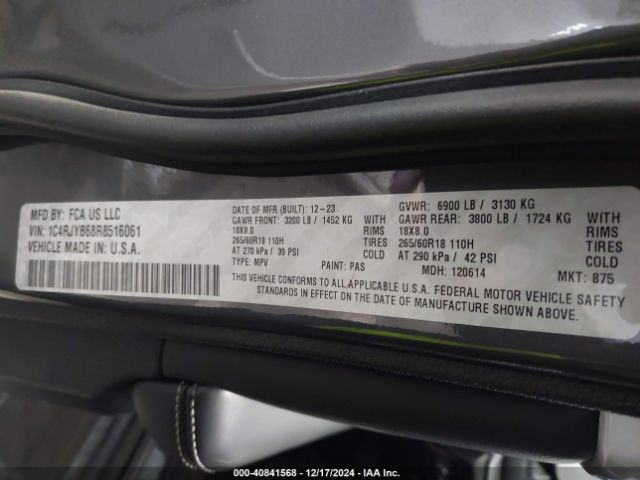 MFD BY: FCA US LLC
VIN: 1C4RJYB68R8516061
VEHICLE MADE IN U.S.A.
DATE OF MFR (BUILT): 12-23 GVWR: 6900 LB / 3130 KG
GAWR FRONT: 3200 LB / 1452 KG WITH GAWR REAR: 3800 LB / 1724 KG WITH
18X8.0 RIMS 18X8.0 RIMS
265/60R18 110H TIRES 265/60R18 110H TIRES
AT 270 kPa / 39 PSI COLD AT 290 kPa / 42 PSI COLD
TYPE: MPV PAINT: PAS MDH: 120614 MKT: 875
THIS VEHICLE CONFORMS TO ALL APPLICABLE U.S.A. FEDERAL MOTOR VEHICLE SAFETY
STANDARDS IN EFFECT ON THE DATE OF MANUFACTURE SHOWN ABOVE.
000-40841568 - 12/17/2024 - IAA Inc.